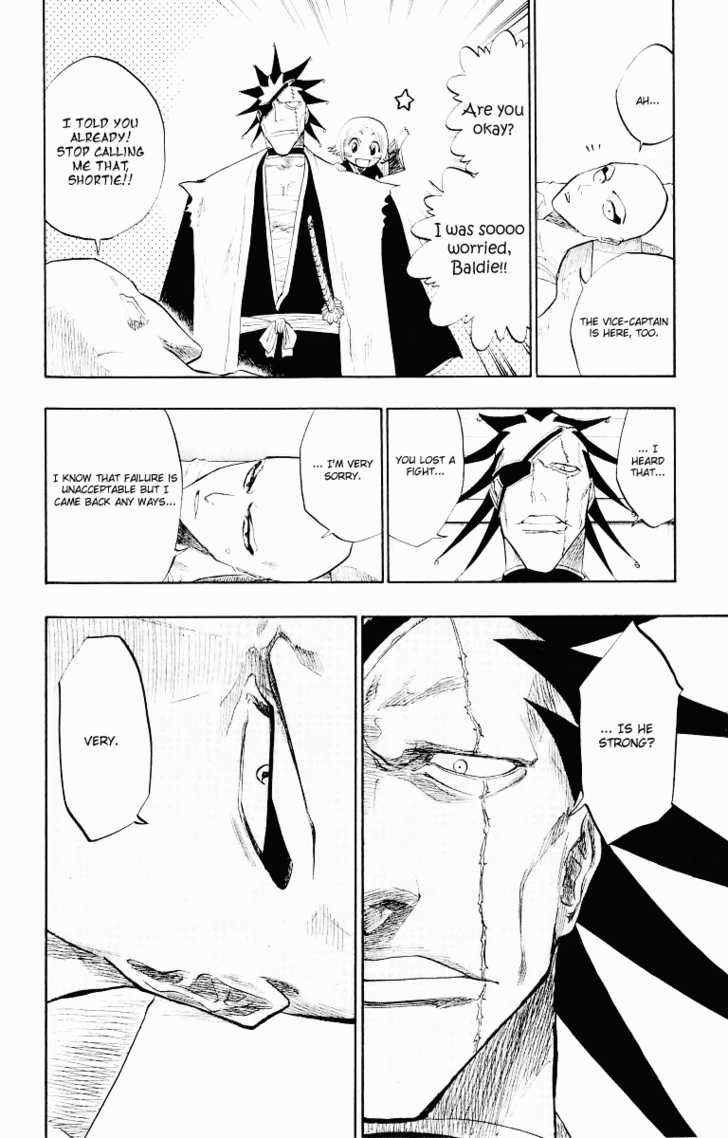 AH...
THE VICE-CAPTAIN
IS HERE, TOO.
Are you
okay?
I was soooo
worried,
Baldie!!
I TOLD YOU
ALREADY!
STOP CALLING
ME THAT,
SHORTIE!!
... I
HEARD
THAT...
YOU LOST A
FIGHT...
... I'M VERY
SORRY.
I KNOW THAT FAILURE IS
UNACCEPTABLE BUT I
CAME BACK ANY WAYS...
... IS HE
STRONG?
VERY.